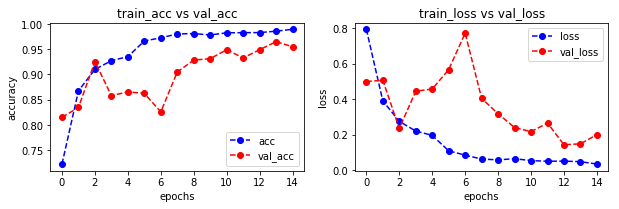 train_acc vs val_acc
accuracy
1.00
0.95
0.90
0.85
0.80
0.75
acc
val_acc
0 2 4 6 8 10 12 14
epochs
train_loss vs val_loss
loss
0.8
0.6
0.4
0.2
0.0
loss
val_loss
0 2 4 6 8 10 12 14
epochs